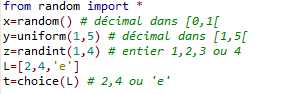 from random import *
x=random() # décimal dans [0,1[
y=uniform(1,5) # décimal dans [1,5[
z=randint(1,4) # entier 1,2,3 ou 4
L=[2,4,'e']
t=choice(L) # 2,4 ou 'e'